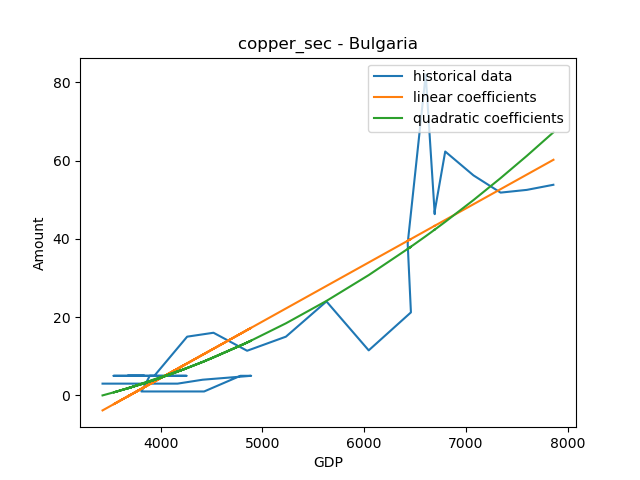 copper_sec - Bulgaria
historical data
linear coefficients
quadratic coefficients
80
60
40
20
0
Amount
4000 5000 6000 7000 8000
GDP